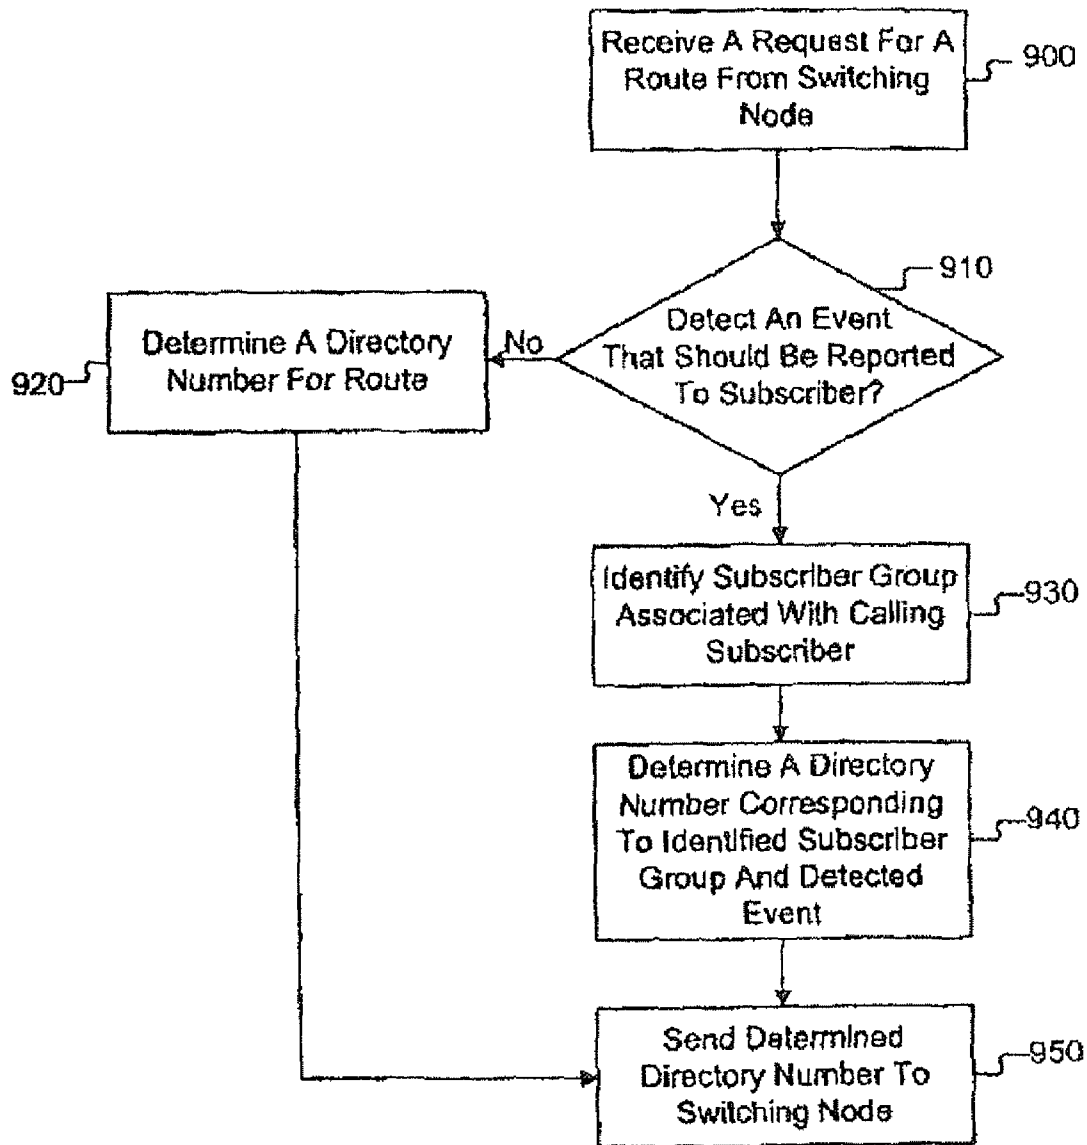 Receive A Request For A
Route From Switching
Node
900
910
Detect An Event
That Should Be Reported
To Subscriber?
No
Determine A Directory
Number For Route
920
Yes
Identify Subscriber Group
Associated With Calling
Subscriber
930
Determine A Directory
Number Corresponding
To Identified Subscriber
Group And Detected
Event
940
Send Determined
Directory Number To
Switching Node
950